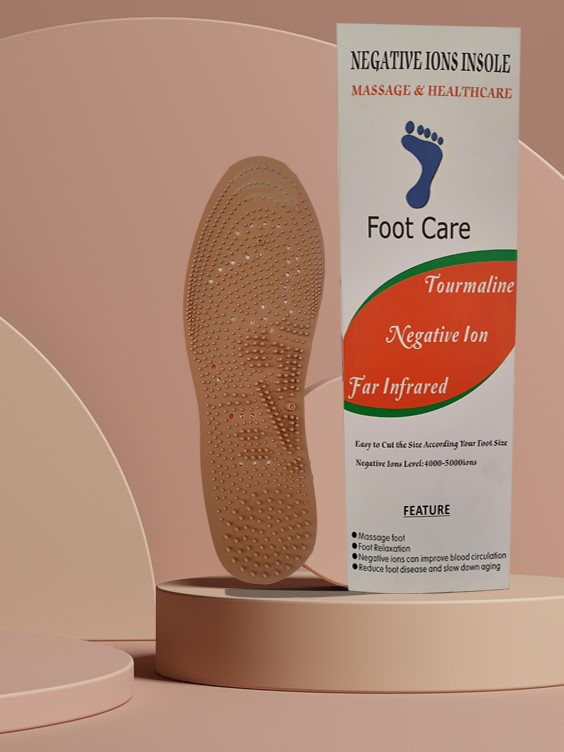 NEGATIVE IONS INSOLE
MASSAGE & HEALTHCARE
Foot Care
Tourmaline
Negative Ion
Far Infrared
Easy to Cut the Size According Your Foot Size
Negative Ions Level:4000-5000ions
FEATURE
●Massage foot
●Foot Relaxation
●Negative ions can improve blood circulation
●Reduce foot disease and slow down aging